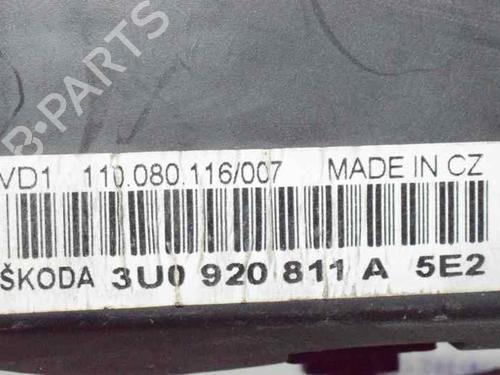 B-PARTS
VD1 110.080.116/007 MADE IN CZ
ŠKODA 3U0 920 811 A 5E2